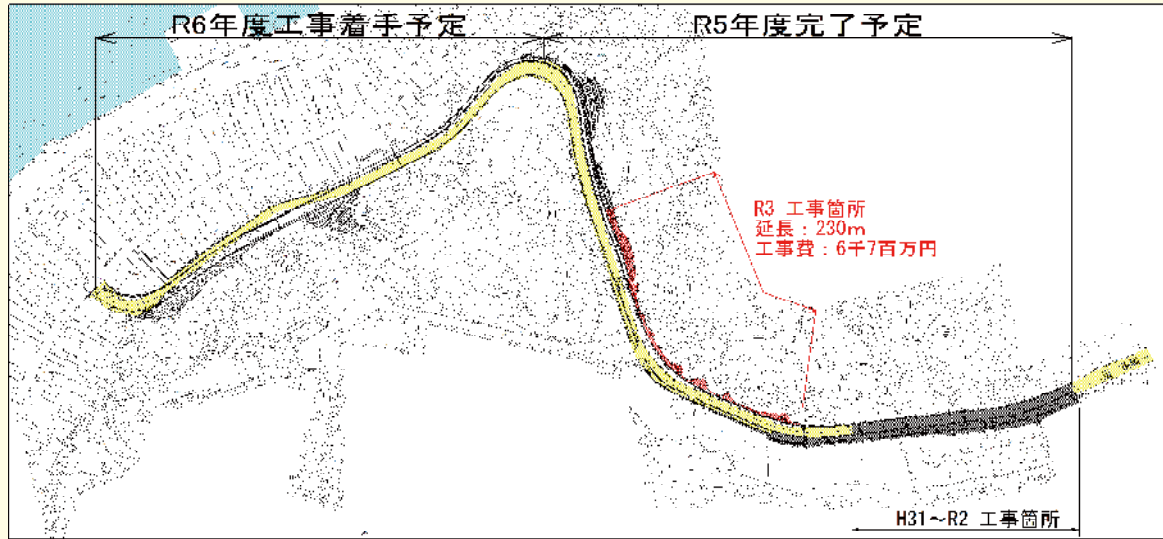 R6年度工事着手予定
R5年度完了予定
R3 工事箇所
延長：230m
工事費：6千7百万円
H31～R2 工事箇所